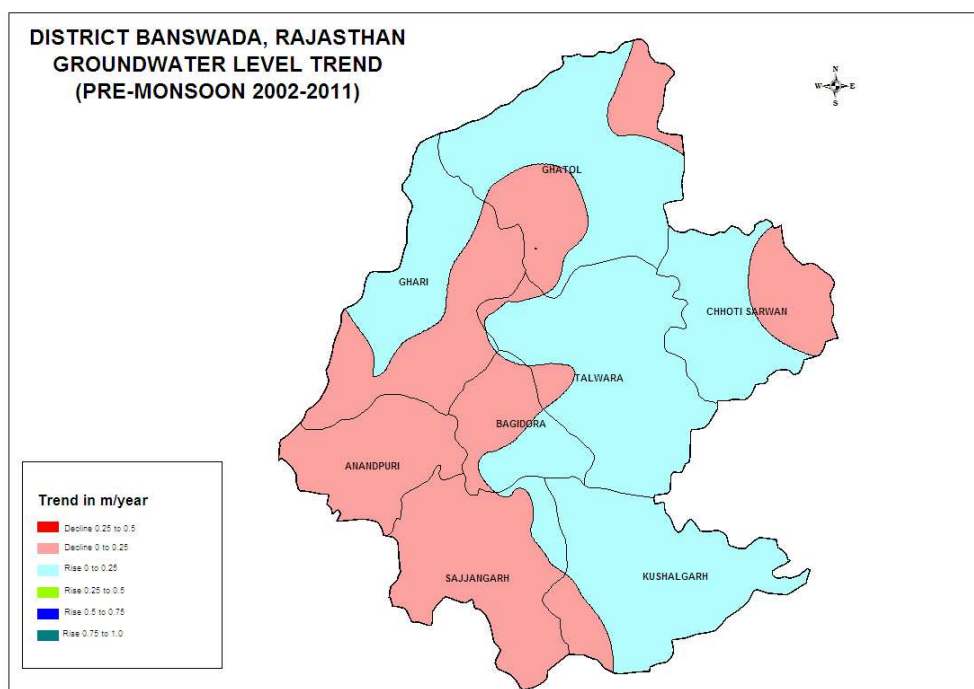 DISTRICT BANSWADA, RAJASTHAN
GROUNDWATER LEVEL TREND
(PRE-MONSOON 2002-2011)
N
W E
S
GHATOL
GHARI
CHHOTI SARWAN
TALWARA
BAGIDORA
ANANDPURI
SAJJANGARH
KUSHALGARH
Trend in m/year
Decline 0.25 to 0.5
Decline 0 to 0.25
Rise 0 to 0.25
Rise 0.25 to 0.5
Rise 0.5 to 0.75
Rise 0.75 to 1.0